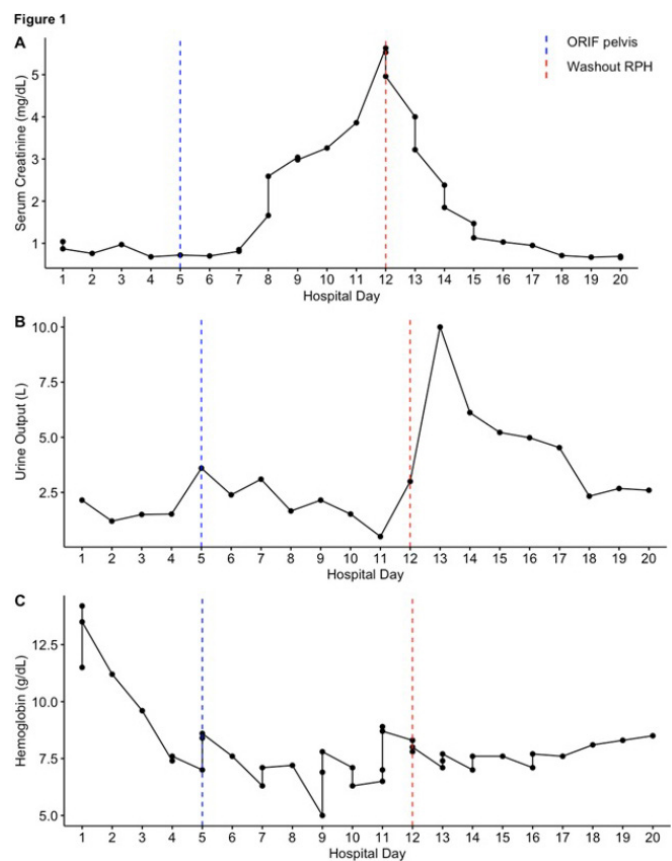 Figure 1
A
ORIF pelvis
Washout RPH
Serum Creatinine (mg/dL)
5
4
3
2
1
1 2 3 4 5 6 7 8 9 10 11 12 13 14 15 16 17 18 19 20
Hospital Day
B
Urine Output (L)
10.0
7.5
5.0
2.5
1 2 3 4 5 6 7 8 9 10 11 12 13 14 15 16 17 18 19 20
Hospital Day
C
Hemoglobin (g/dL)
12.5
10.0
7.5
5.0
1 2 3 4 5 6 7 8 9 10 11 12 13 14 15 16 17 18 19 20
Hospital Day